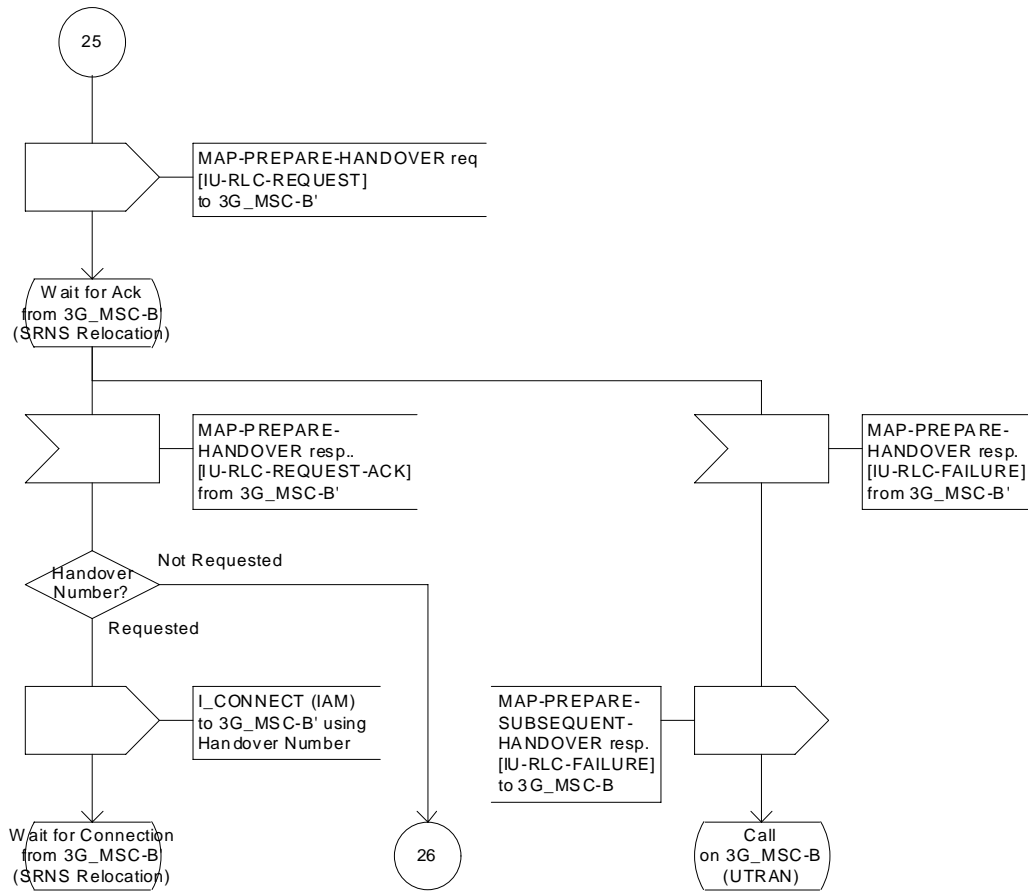 25
MAP-PREPARE-HANDOVER req
[IU-RLC-REQUEST]
to 3G_MSC-B'
Wait for Ack
from 3G_MSC-B'
(SRNS Relocation)
MAP-PREPARE-
HANDOVER resp..
[IU-RLC-REQUEST-ACK]
from 3G_MSC-B'
MAP-PREPARE-
HANDOVER resp.
[IU-RLC-FAILURE]
from 3G_MSC-B'
Handover
Number?
Not Requested
Requested
I_CONNECT (IAM)
to 3G_MSC-B' using
Handover Number
MAP-PREPARE-
SUBSEQUENT-
HANDOVER resp.
[IU-RLC-FAILURE]
to 3G_MSC-B
Wait for Connection
from 3G_MSC-B'
(SRNS Relocation)
26
Call
on 3G_MSC-B
(UTRAN)